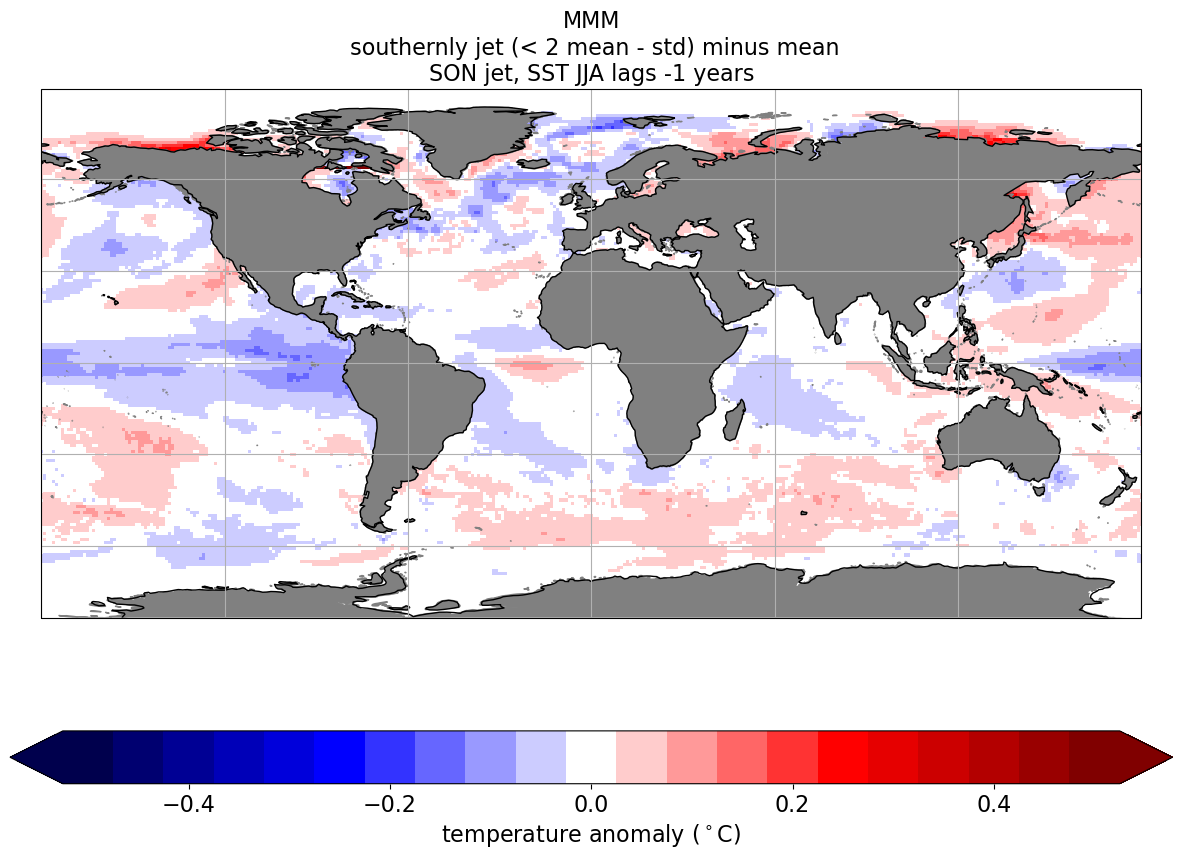 MMM
southernly jet (< 2 mean - std) minus mean
SON jet, SST JJA lags -1 years
−0.4 −0.2 0.0 0.2 0.4
temperature anomaly (∘C)